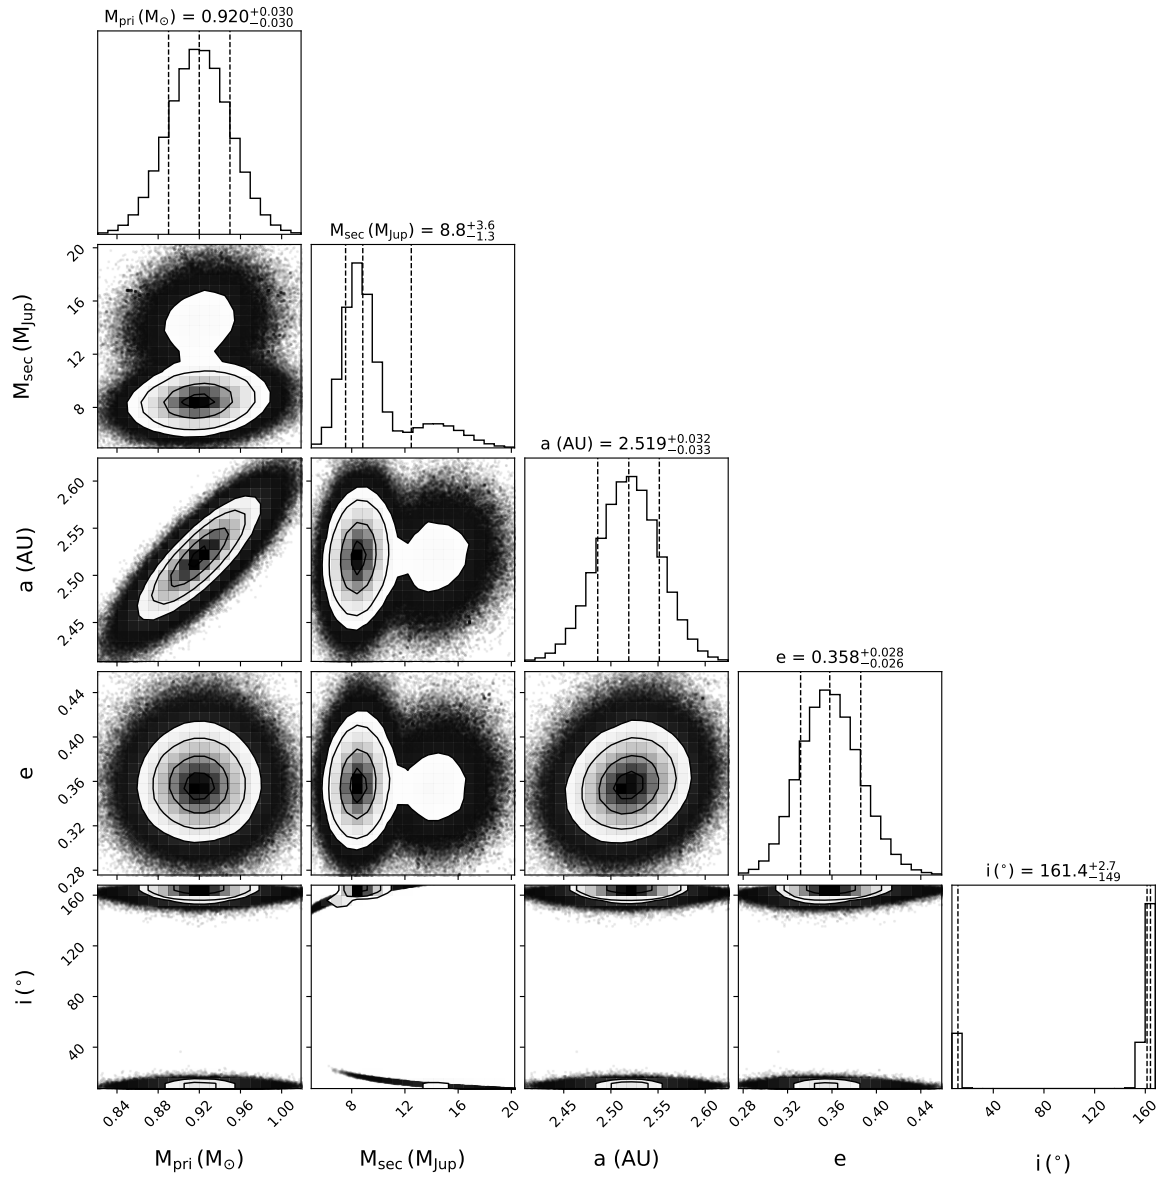 M_pri (M_⊙) = 0.920^{+0.030}_{−0.030}
M_sec (M_Jup) = 8.8^{+3.6}_{−1.3}
20
16
12
8
M_sec (M_Jup)
a (AU) = 2.519^{+0.032}_{−0.033}
2.60
2.55
2.50
2.45
a (AU)
e = 0.358^{+0.028}_{−0.026}
0.44
0.40
0.36
0.32
0.28
e
i (°) = 161.4^{+2.7}_{−149}
160
120
80
40
i (°)
0.84 0.88 0.92 0.96 1.00 8 12 16 20 2.45 2.50 2.55 2.60 0.28 0.32 0.36 0.40 0.44 40 80 120 160
M_pri (M_⊙) M_sec (M_Jup) a (AU) e i (°)